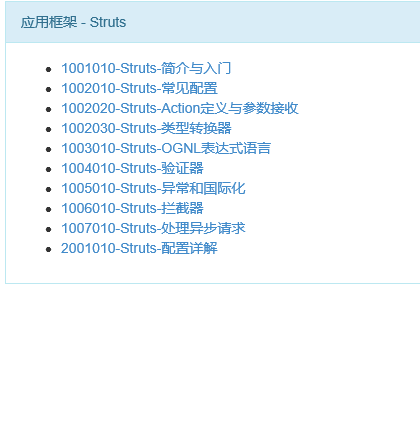 应用框架 - Struts
1001010-Struts-简介与入门
1002010-Struts-常见配置
1002020-Struts-Action定义与参数接收
1002030-Struts-类型转换器
1003010-Struts-OGNL表达式语言
1004010-Struts-验证器
1005010-Struts-异常和国际化
1006010-Struts-拦截器
1007010-Struts-处理异步请求
2001010-Struts-配置详解